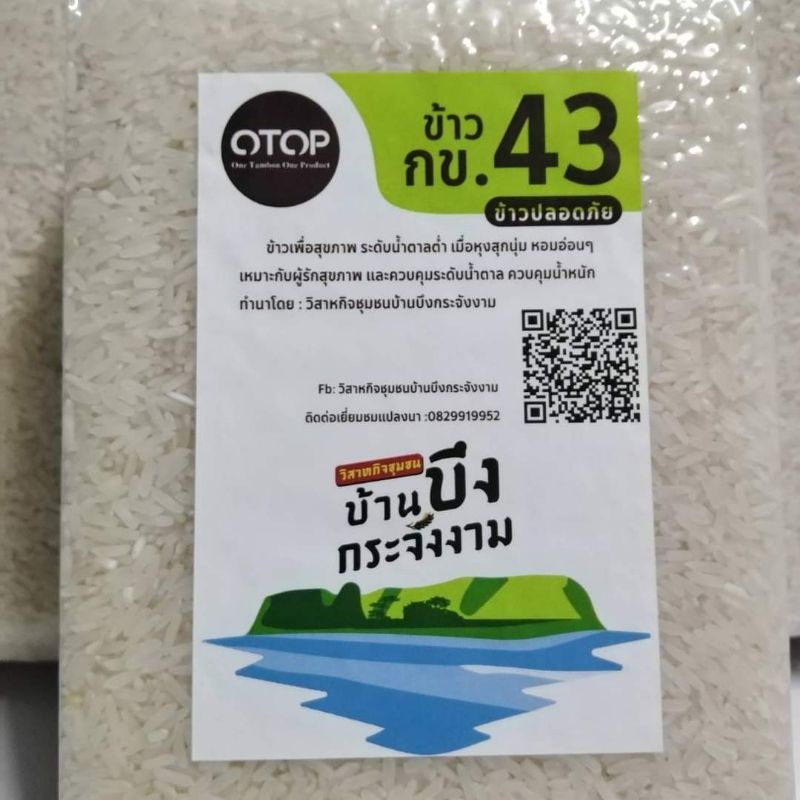 OTOP
One Tambon One Product
ข้าว
กข.43
ข้าวปลอดภัย
ข้าวเพื่อสุขภาพ ระดับน้ำตาลต่ำ เมื่อหุงสุกนุ่ม หอมอ่อนๆ
เหมาะกับผู้รักสุขภาพ และควบคุมระดับน้ำตาล ควบคุมน้ำหนัก
ทำนาโดย : วิสาหกิจชุมชนบ้านบึงกระจังงาม
Fb: วิสาหกิจชุมชนบ้านบึงกระจังงาม
ติดต่อเยี่ยมชมแปลงนา :0829919952
วิสาหกิจชุมชน
บ้านบึง
กระจังงาม